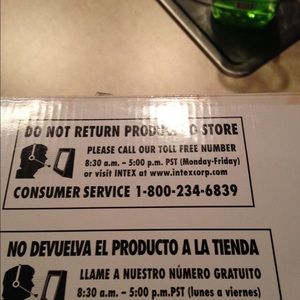 DO NOT RETURN PRODUCT TO STORE
PLEASE CALL OUR TOLL FREE NUMBER
8:30 a.m. – 5:00 p.m. PST (Monday-Friday)
or visit INTEX at www.intexcorp.com
CONSUMER SERVICE 1-800-234-6839
NO DEVUELVA EL PRODUCTO A LA TIENDA
LLAME A NUESTRO NÚMERO GRATUITO
8:30 a.m. – 5:00 p.m.PST (lunes a viernes)